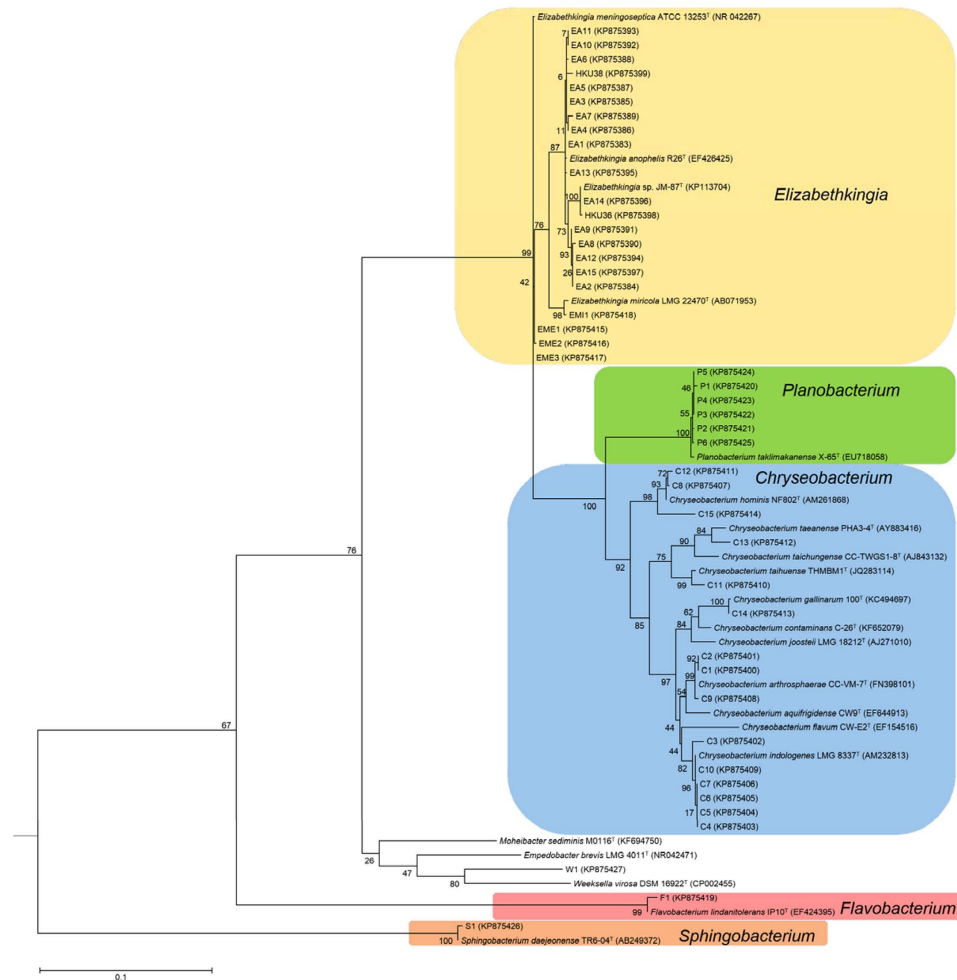 Elizabethkingia meningoseptica ATCC 13253ᵀ (NR 042267)
7
EA11 (KP875393)
EA10 (KP875392)
EA6 (KP875388)
6
HKU38 (KP875399)
EA5 (KP875387)
EA3 (KP875385)
EA7 (KP875389)
11
EA4 (KP875386)
EA1 (KP875383)
87
Elizabethkingia anophelis R26ᵀ (EF426425)
EA13 (KP875395)
Elizabethkingia sp. JM-87ᵀ (KP113704)
Elizabethkingia
100
EA14 (KP875396)
HKU36 (KP875398)
76
73
EA9 (KP875391)
EA8 (KP875390)
99
93
EA12 (KP875394)
26
EA15 (KP875397)
42
EA2 (KP875384)
Elizabethkingia miricola LMG 22470ᵀ (AB071953)
98
EMI1 (KP875418)
EME1 (KP875415)
EME2 (KP875416)
EME3 (KP875417)
P5 (KP875424)
46
P1 (KP875420)
Planobacterium
P4 (KP875423)
55
P3 (KP875422)
P2 (KP875421)
100
P6 (KP875425)
Planobacterium taklimakanense X-65ᵀ (EU718058)
72
C12 (KP875411)
Chryseobacterium
93
C8 (KP875407)
98
Chryseobacterium hominis NF802ᵀ (AM261868)
100
C15 (KP875414)
84
Chryseobacterium taeanense PHA3-4ᵀ (AY883416)
90
C13 (KP875412)
75
Chryseobacterium taichungense CC-TWGS1-8ᵀ (AJ843132)
92
Chryseobacterium taihuense THMBM1ᵀ (JQ283114)
99
C11 (KP875410)
100
Chryseobacterium gallinarum 100ᵀ (KC494697)
62
C14 (KP875413)
85
84
Chryseobacterium contaminans C-26ᵀ (KF652079)
Chryseobacterium joosteii LMG 18212ᵀ (AJ271010)
92
C2 (KP875401)
C1 (KP875400)
97
99
Chryseobacterium arthrosphaerae CC-VM-7ᵀ (FN398101)
54
C9 (KP875408)
Chryseobacterium aquifrigidense CW9ᵀ (EF644913)
44
Chryseobacterium flavum CW-E2ᵀ (EF154516)
C3 (KP875402)
44
Chryseobacterium indologenes LMG 8337ᵀ (AM232813)
82
C10 (KP875409)
C7 (KP875406)
96
C6 (KP875405)
17
C5 (KP875404)
C4 (KP875403)
76
67
Moheibacter sediminis M0116ᵀ (KF694750)
26
Empedobacter brevis LMG 4011ᵀ (NR042471)
47
W1 (KP875427)
80
Weeksella virosa DSM 16922ᵀ (CP002455)
F1 (KP875419)
99
Flavobacterium lindanitolerans IP10ᵀ (EF424395)
Flavobacterium
S1 (KP875426)
100
Sphingobacterium daejeonense TR6-04ᵀ (AB249372)
Sphingobacterium
0.1